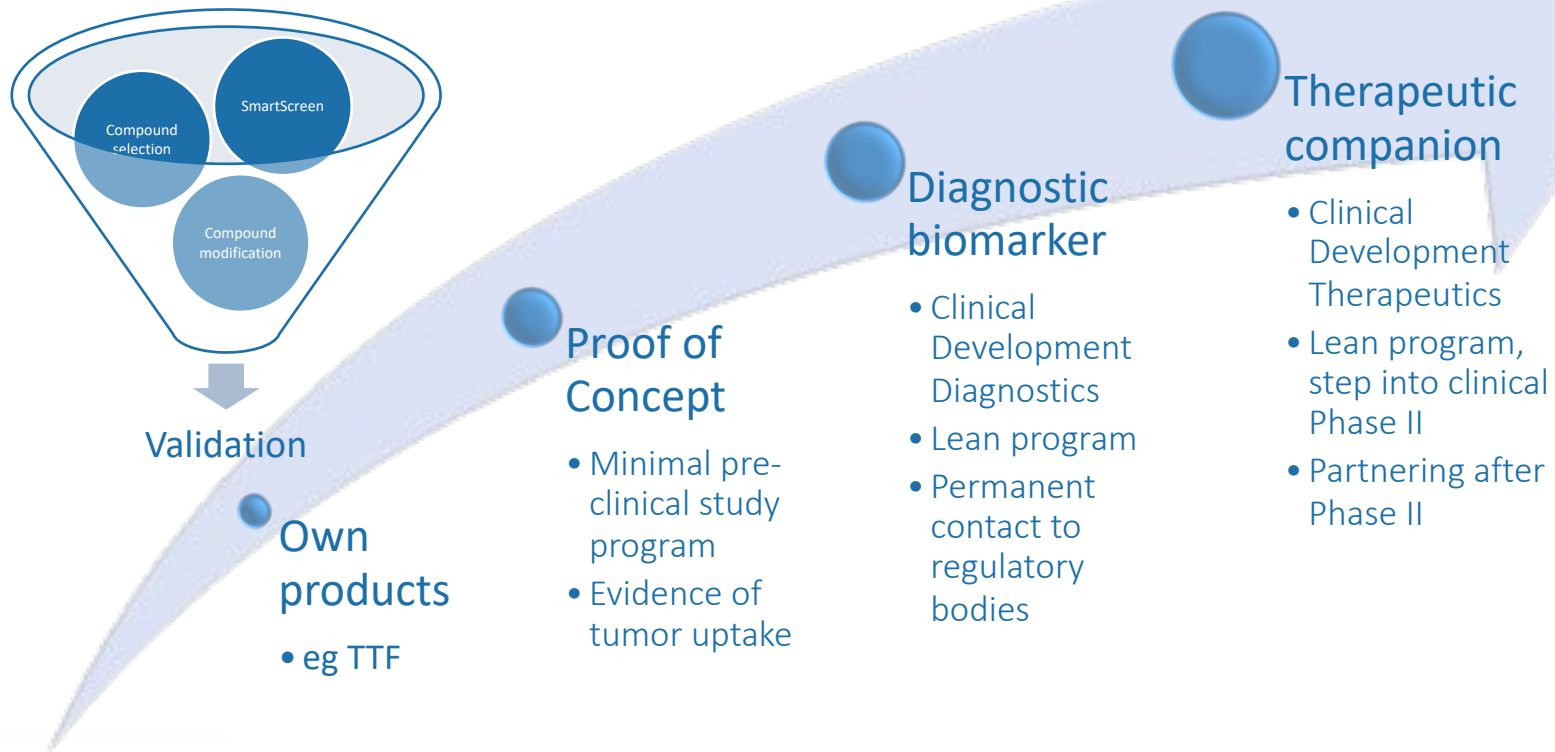 SmartScreen
Compound
selection
Compound
modification
Validation
Own
products
• eg TTF
Proof of
Concept
• Minimal pre-
clinical study
program
• Evidence of
tumor uptake
Diagnostic
biomarker
• Clinical
Development
Diagnostics
• Lean program
• Permanent
contact to
regulatory
bodies
Therapeutic
companion
• Clinical
Development
Therapeutics
• Lean program,
step into clinical
Phase II
• Partnering after
Phase II